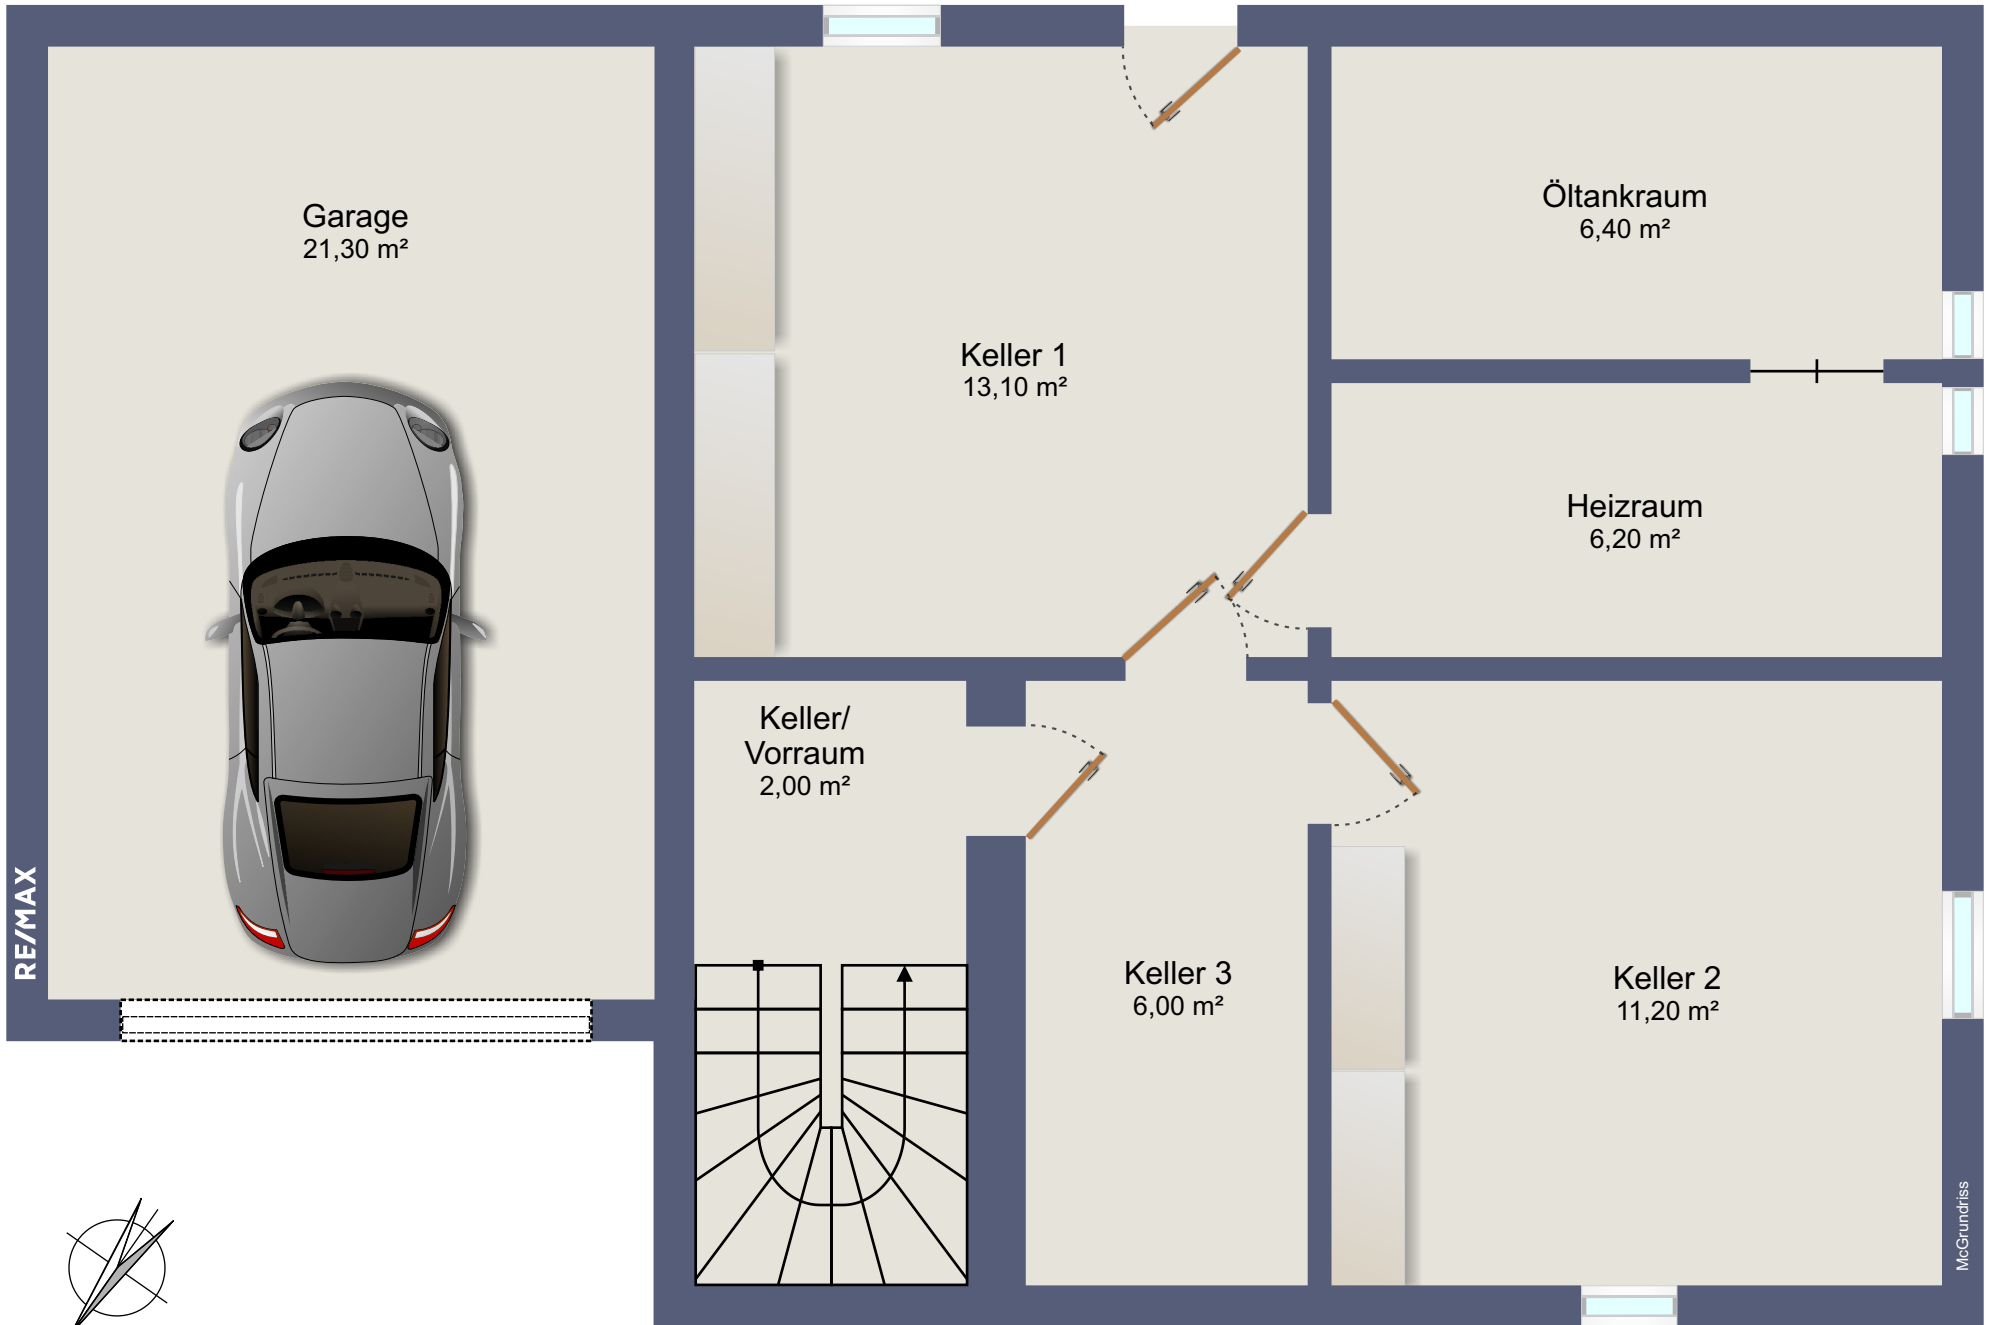 Garage
21,30 m²
Öltankraum
6,40 m²
Keller 1
13,10 m²
Heizraum
6,20 m²
Keller/
Vorraum
2,00 m²
Keller 3
6,00 m²
Keller 2
11,20 m²
RE/MAX
McGrundriss